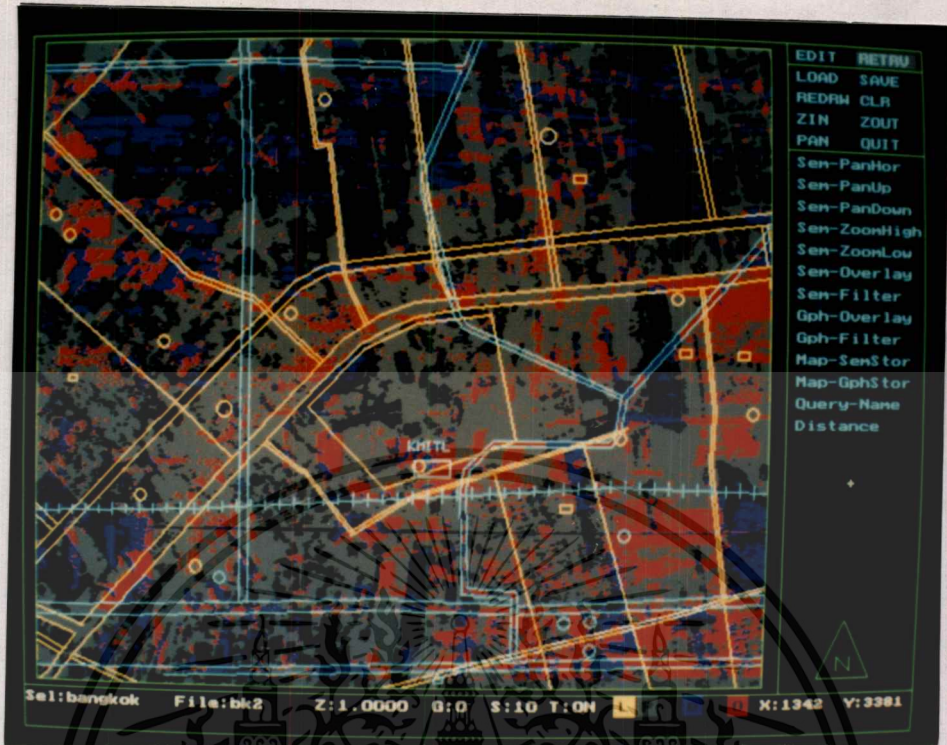 EDIT RETRV
LOAD SAVE
REDRW CLR
ZIN ZOUT
PAN QUIT
Sem-PanHor
Sem-PanUp
Sem-PanDown
Sem-ZoomHigh
Sem-ZoomLow
Sem-Overlay
Sem-Filter
Gph-Overlay
Gph-Filter
Map-SemStor
Map-GphStor
Query-Name
Distance
KMITL
N
Sel:bangkok File:bk2 Z:1.0000 G:0 S:10 T:ON L X:1342 Y:3381